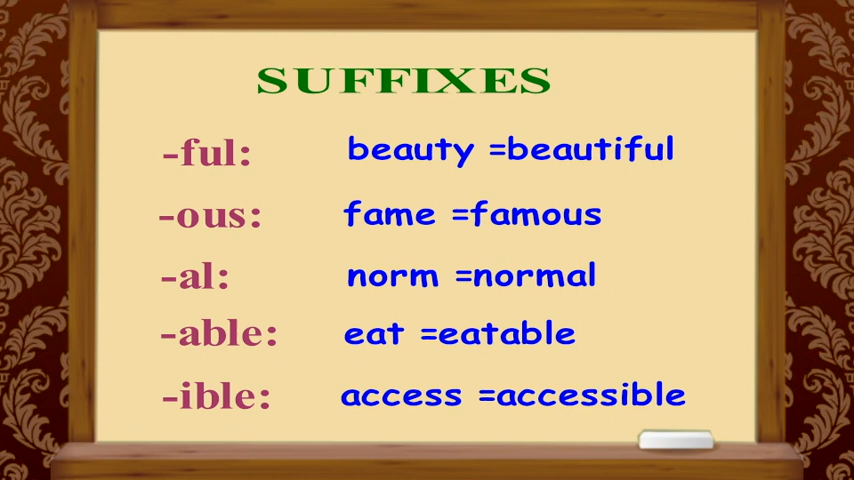 SUFFIXES
-ful: beauty =beautiful
-ous: fame =famous
-al: norm =normal
-able: eat =eatable
-ible: access =accessible